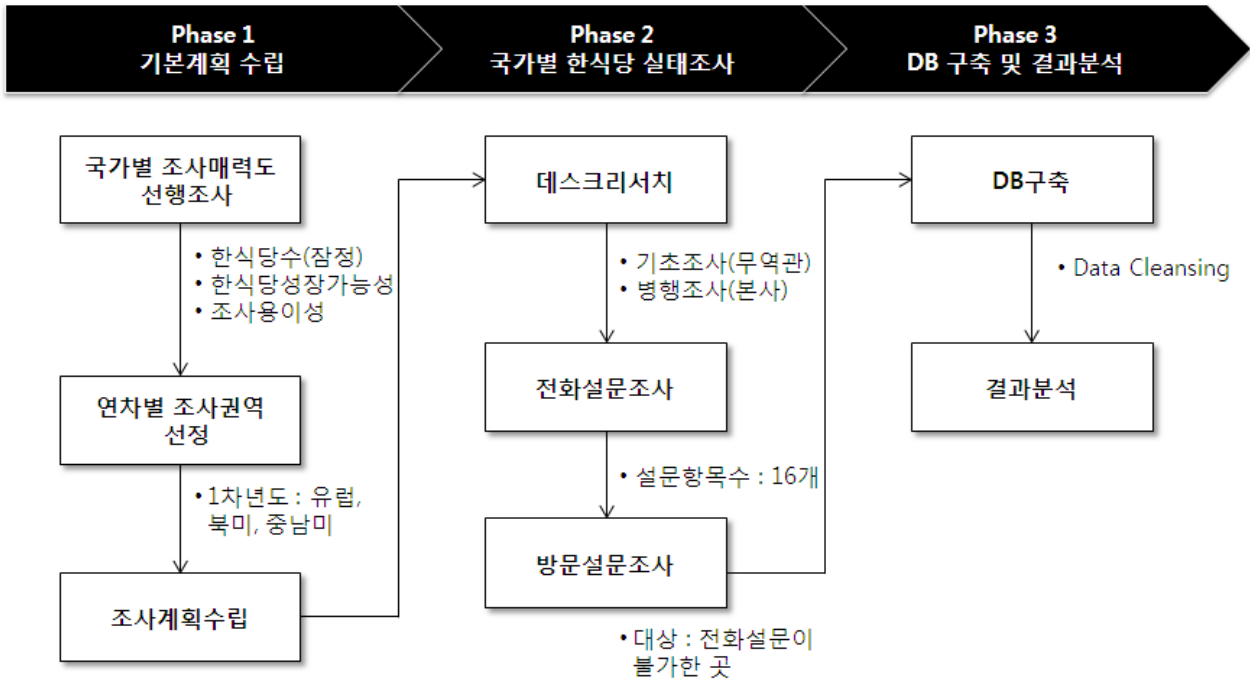 Phase 1
기본계획 수립
Phase 2
국가별 한식당 실태조사
Phase 3
DB 구축 및 결과분석
국가별 조사매력도
선행조사
• 한식당수(잠정)
• 한식당성장가능성
• 조사용이성
연차별 조사권역
선정
• 1차년도 : 유럽,
북미, 중남미
조사계획수립
데스크리서치
• 기초조사(무역관)
• 병행조사(본사)
전화설문조사
• 설문항목수 : 16개
방문설문조사
• 대상 : 전화설문이
불가한 곳
DB구축
• Data Cleansing
결과분석